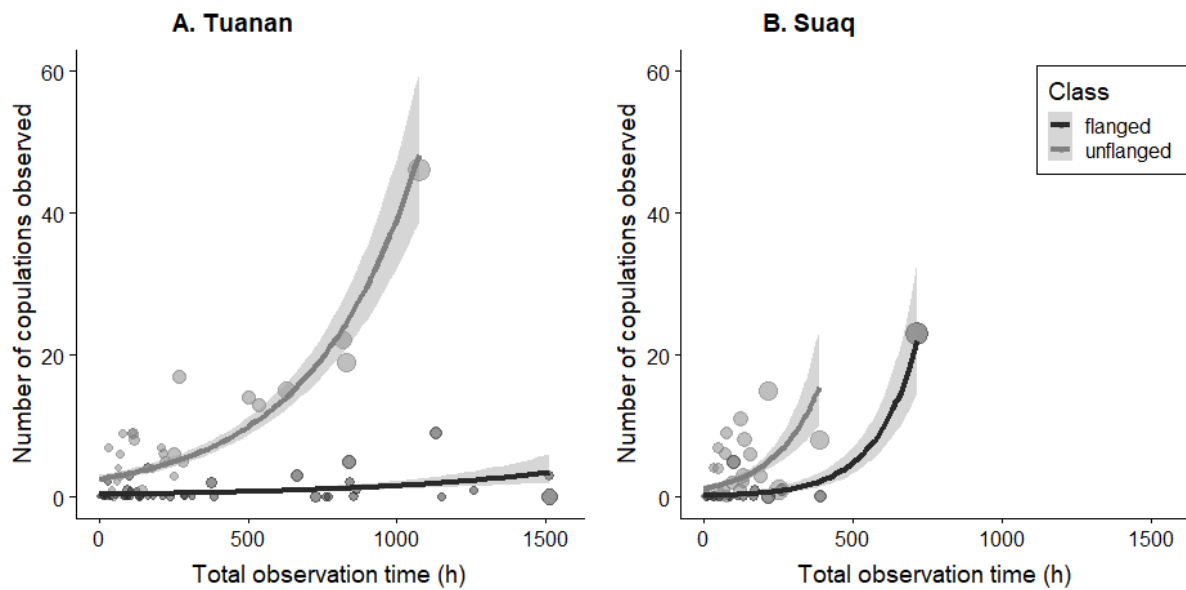 A. Tuanan
Number of copulations observed
60
40
20
0
0 500 1000 1500
Total observation time (h)
B. Suaq
Number of copulations observed
60
40
20
0
0 500 1000 1500
Total observation time (h)
Class
flanged
unflanged